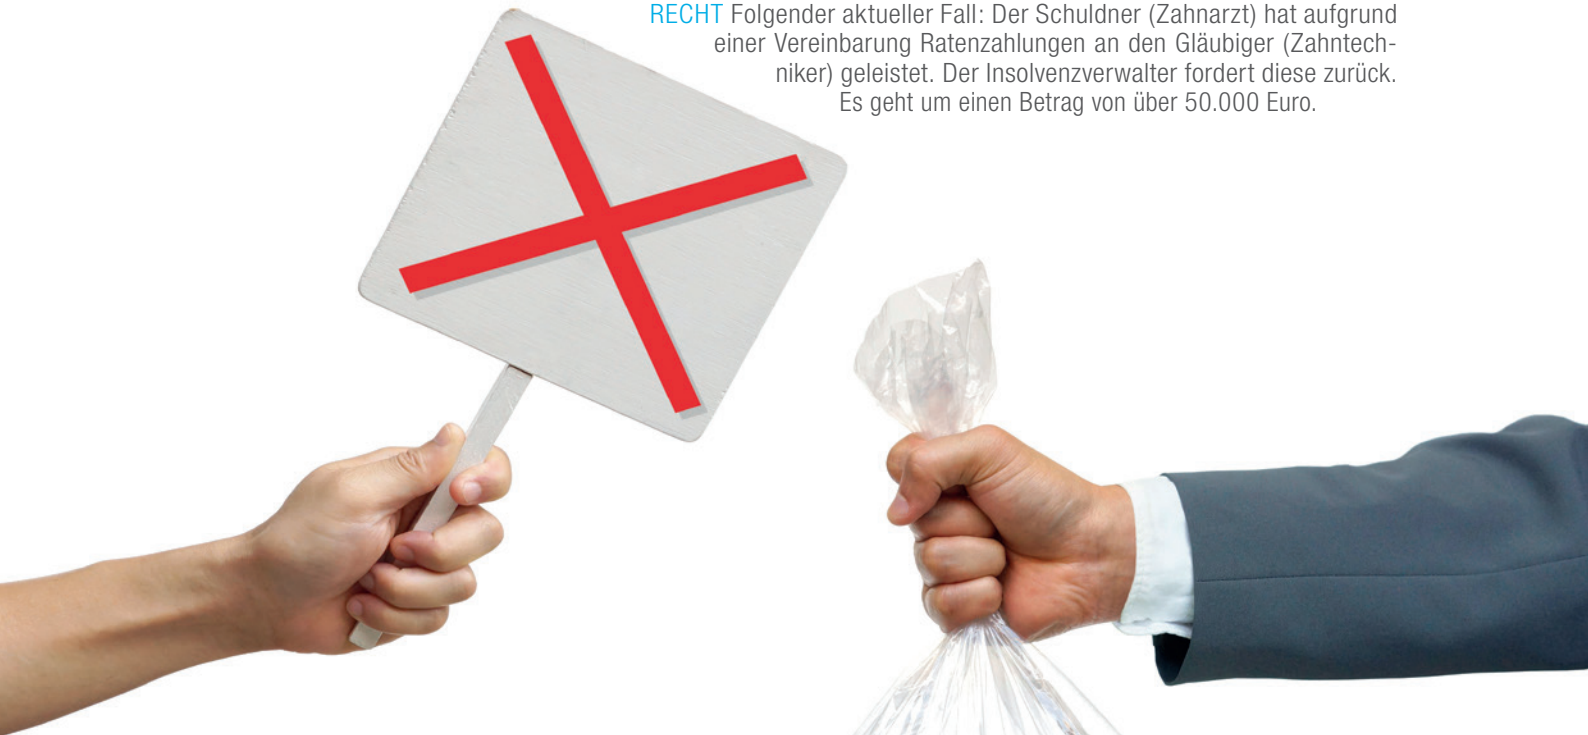 RECHT Folgender aktueller Fall: Der Schuldner (Zahnarzt) hat aufgrund
einer Vereinbarung Ratenzahlungen an den Gläubiger (Zahntech-
niker) geleistet. Der Insolvenzverwalter fordert diese zurück.
Es geht um einen Betrag von über 50.000 Euro.